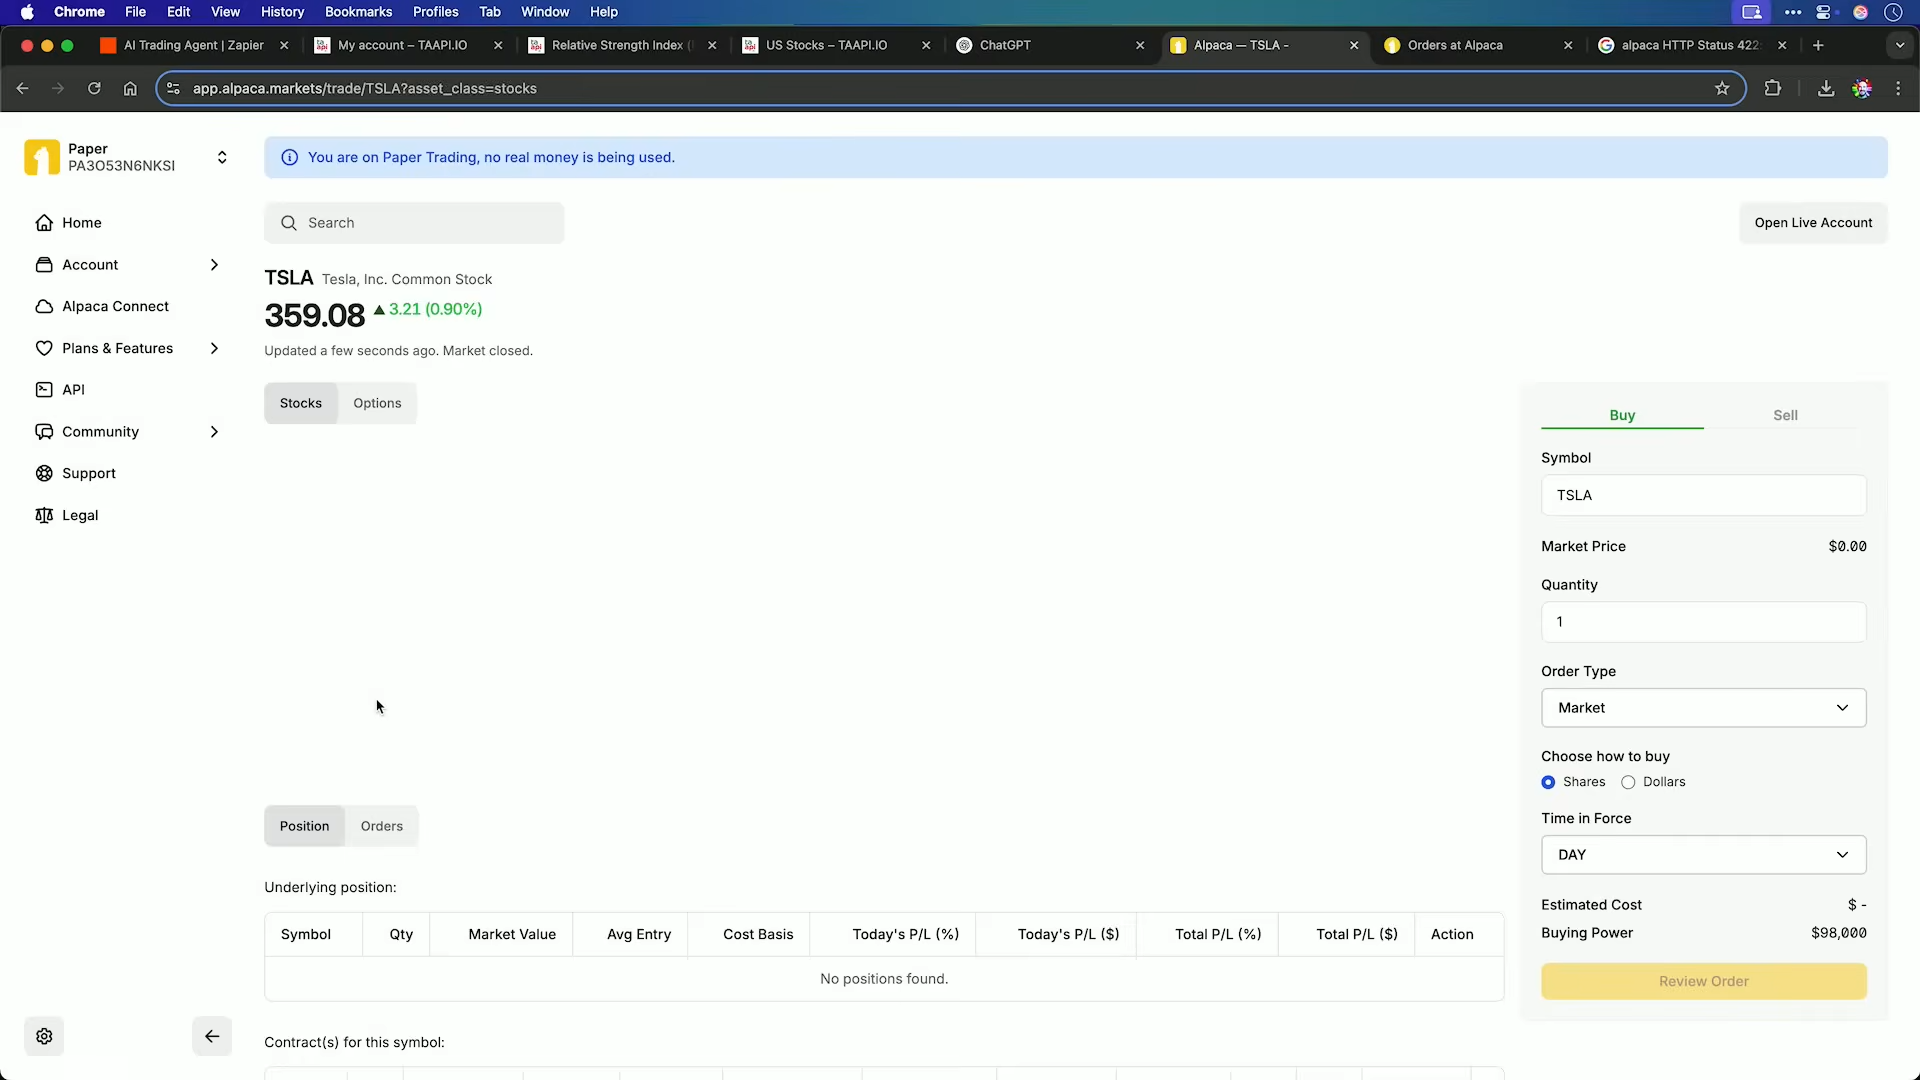 Chrome File Edit View History Bookmarks Profiles Tab Window Help
AI Trading Agent | Zapier
My account – TAAPI.IO
Relative Strength Index (
US Stocks – TAAPI.IO
ChatGPT
Alpaca — TSLA -
Orders at Alpaca
alpaca HTTP Status 422
app.alpaca.markets/trade/TSLA?asset_class=stocks
Paper
PA3O53N6NKSI
You are on Paper Trading, no real money is being used.
Home
Account
Alpaca Connect
Plans & Features
API
Community
Support
Legal
Search
Open Live Account
TSLA Tesla, Inc. Common Stock
359.08 ▲ 3.21 (0.90%)
Updated a few seconds ago. Market closed.
Stocks Options
Buy Sell
Symbol
TSLA
Market Price $0.00
Quantity
1
Order Type
Market
Choose how to buy
Shares Dollars
Time in Force
DAY
Estimated Cost $ -
Buying Power $98,000
Review Order
Position Orders
Underlying position:
Symbol Qty Market Value Avg Entry Cost Basis Today's P/L (%) Today's P/L ($) Total P/L (%) Total P/L ($) Action
No positions found.
Contract(s) for this symbol: